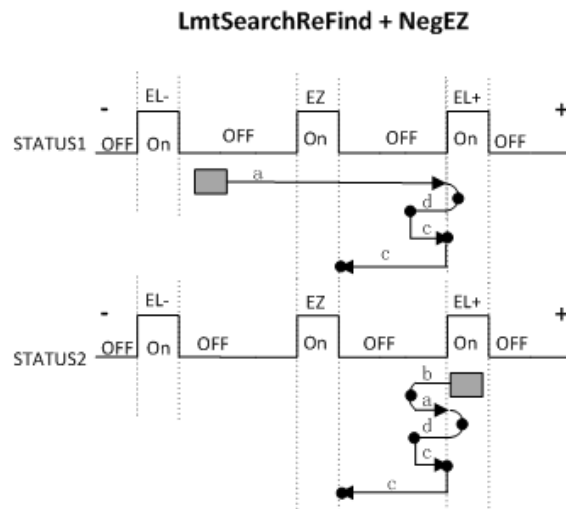 LmtSearchReFind + NegEZ
- EL- EZ EL+ +
STATUS1 OFF On OFF On OFF On OFF
a
d
c
c
- EL- EZ EL+ +
STATUS2 OFF On OFF On OFF On OFF
b
a
d
c
c